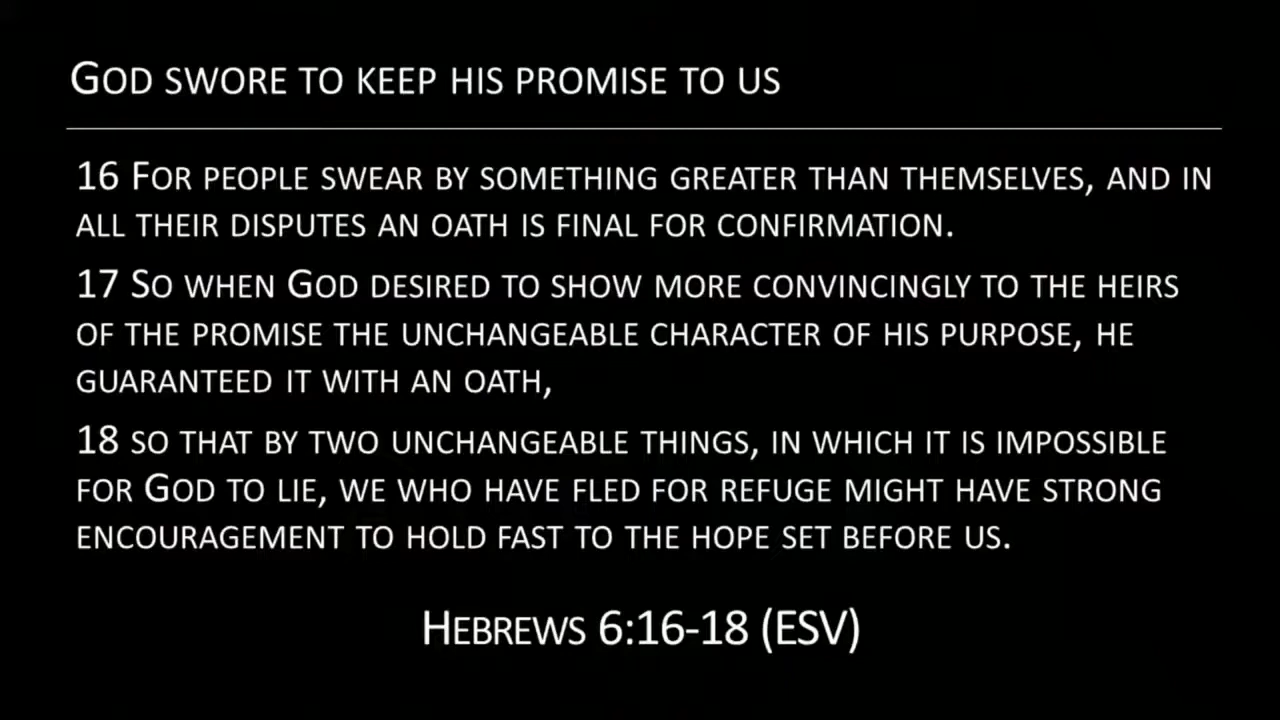 God swore to keep his promise to us
16 For people swear by something greater than themselves, and in
all their disputes an oath is final for confirmation.
17 So when God desired to show more convincingly to the heirs
of the promise the unchangeable character of his purpose, he
guaranteed it with an oath,
18 so that by two unchangeable things, in which it is impossible
for God to lie, we who have fled for refuge might have strong
encouragement to hold fast to the hope set before us.
Hebrews 6:16-18 (ESV)